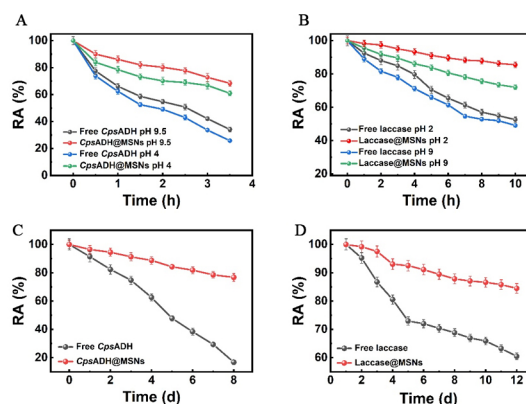 A
RA (%)
100
80
60
40
20
0
Free CpsADH pH 9.5
CpsADH@MSNs pH 9.5
Free CpsADH pH 4
CpsADH@MSNs pH 4
0 1 2 3 4
Time (h)
B
RA (%)
100
80
60
40
20
0
Free laccase pH 2
Laccase@MSNs pH 2
Free laccase pH 9
Laccase@MSNs pH 9
0 2 4 6 8 10
Time (h)
C
RA (%)
100
80
60
40
20
Free CpsADH
CpsADH@MSNs
0 2 4 6 8
Time (d)
D
RA (%)
100
90
80
70
60
Free laccase
Laccase@MSNs
0 2 4 6 8 10 12
Time (d)